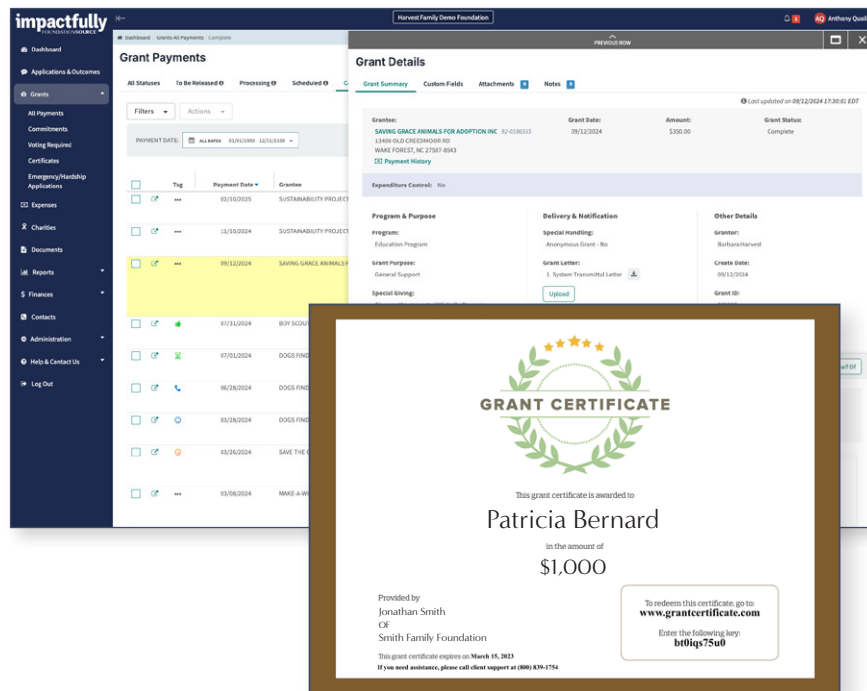 impactfully
FOUNDATIONSOURCE
Harvest Family Demo Foundation
AQ Anthony Quail
Dashboard
Applications & Outcomes
Grants
All Payments
Commitments
Voting Required
Certificates
Emergency/Hardship
Applications
Expenses
Charities
Documents
Reports
Finances
Contacts
Administration
Help & Contact Us
Log Out
Dashboard Grants-All Payments Complete
Grant Payments
All Statuses To Be Released Processing Scheduled
Filters Actions
PAYMENT DATE: ALL DATES 01/01/1900 12/31/2100
Tag Payment Date Grantee
02/10/2025 SUSTAINABILITY PROJECT
11/10/2024 SUSTAINABILITY PROJECT
09/12/2024 SAVING GRACE ANIMALS F
07/31/2024 BOY SCOUT
07/01/2024 DOGS FIND
06/28/2024 DOGS FIND
03/28/2024 DOGS FIND
03/26/2024 SAVE THE
03/08/2024 MAKE-A-W
PREVIOUS ROW
Grant Details
Grant Summary Custom Fields Attachments 0 Notes 0
Last updated on 09/12/2024 17:30:01 EDT
Grantee: Grant Date: Amount: Grant Status:
SAVING GRACE ANIMALS FOR ADOPTION INC 92-0186555 09/12/2024 $350.00 Complete
13400 OLD CREEDMOOR RD
WAKE FOREST, NC 27587-8543
Payment History
Expenditure Control: No
Program & Purpose Delivery & Notification Other Details
Program: Special Handling: Grantor:
Education Program Anonymous Grant - No Barbara Harvest
Grant Purpose: Grant Letter: Create Date:
General Support 1. System Transmittal Letter 09/12/2024
Special Giving: Upload Grant ID:
GRANT CERTIFICATE
This grant certificate is awarded to
Patricia Bernard
in the amount of
$1,000
Provided by
Jonathan Smith
OF
Smith Family Foundation
This grant certificate expires on March 15, 2023
If you need assistance, please call client support at (800) 839-1754
To redeem this certificate, go to:
www.grantcertificate.com
Enter the following key:
bt0iqs75u0